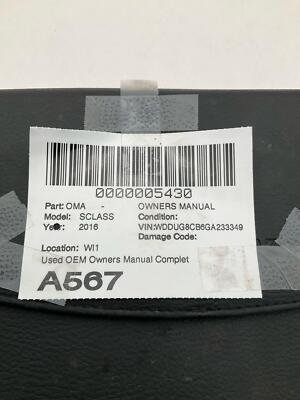 0000005430
Part: OMA - OWNERS MANUAL
Model: SCLASS Condition:
Year: 2016 VIN:WDDUG8CB6GA233349
Damage Code:
Location: WI1
Used OEM Owners Manual Complet
A567